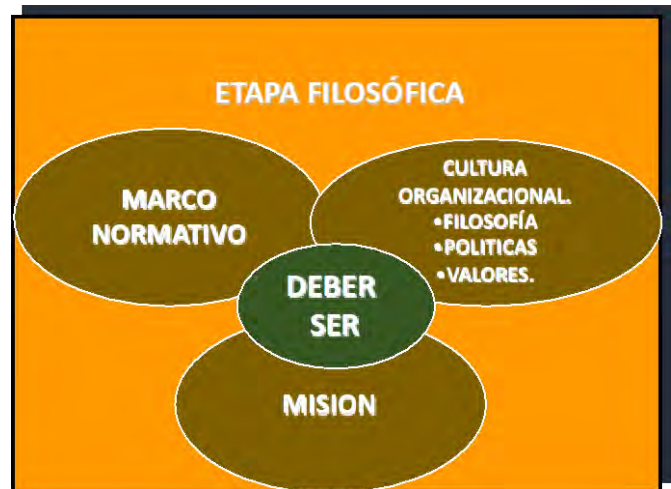 ETAPA FILOSÓFICA
MARCO
NORMATIVO
CULTURA
ORGANIZACIONAL.
•FILOSOFÍA
•POLITICAS
•VALORES.
DEBER
SER
MISION